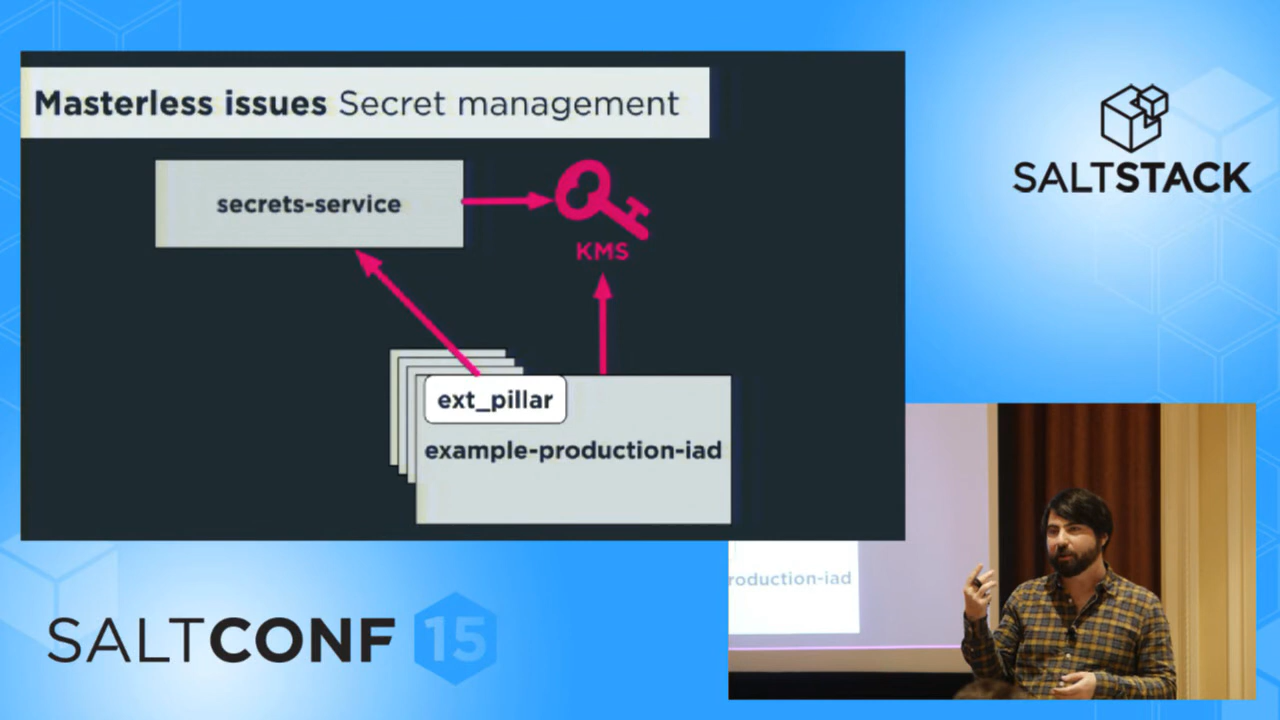 Masterless issues Secret management
secrets-service
KMS
ext_pillar
example-production-iad
SALTSTACK
roduction-iad
SALTCONF 15